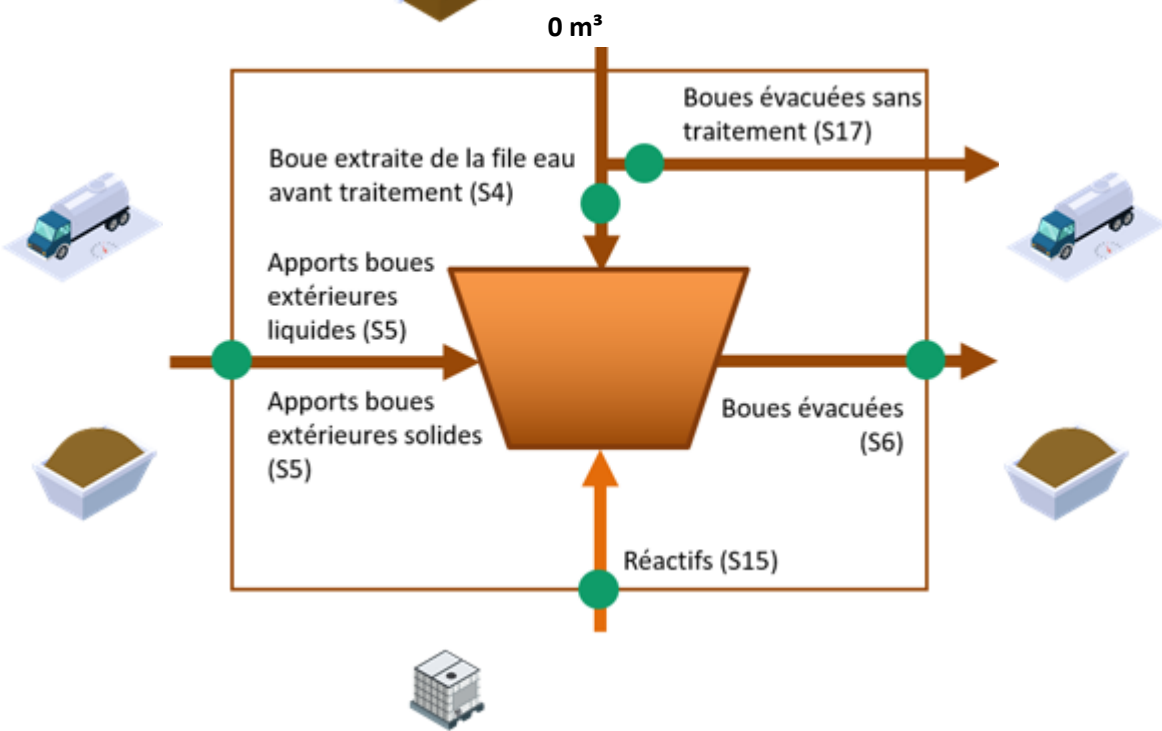 0 m³
Boues évacuées sans
traitement (S17)
Boue extraite de la file eau
avant traitement (S4)
Apports boues
extérieures
liquides (S5)
Apports boues
extérieures solides
(S5)
Boues évacuées
(S6)
Réactifs (S15)